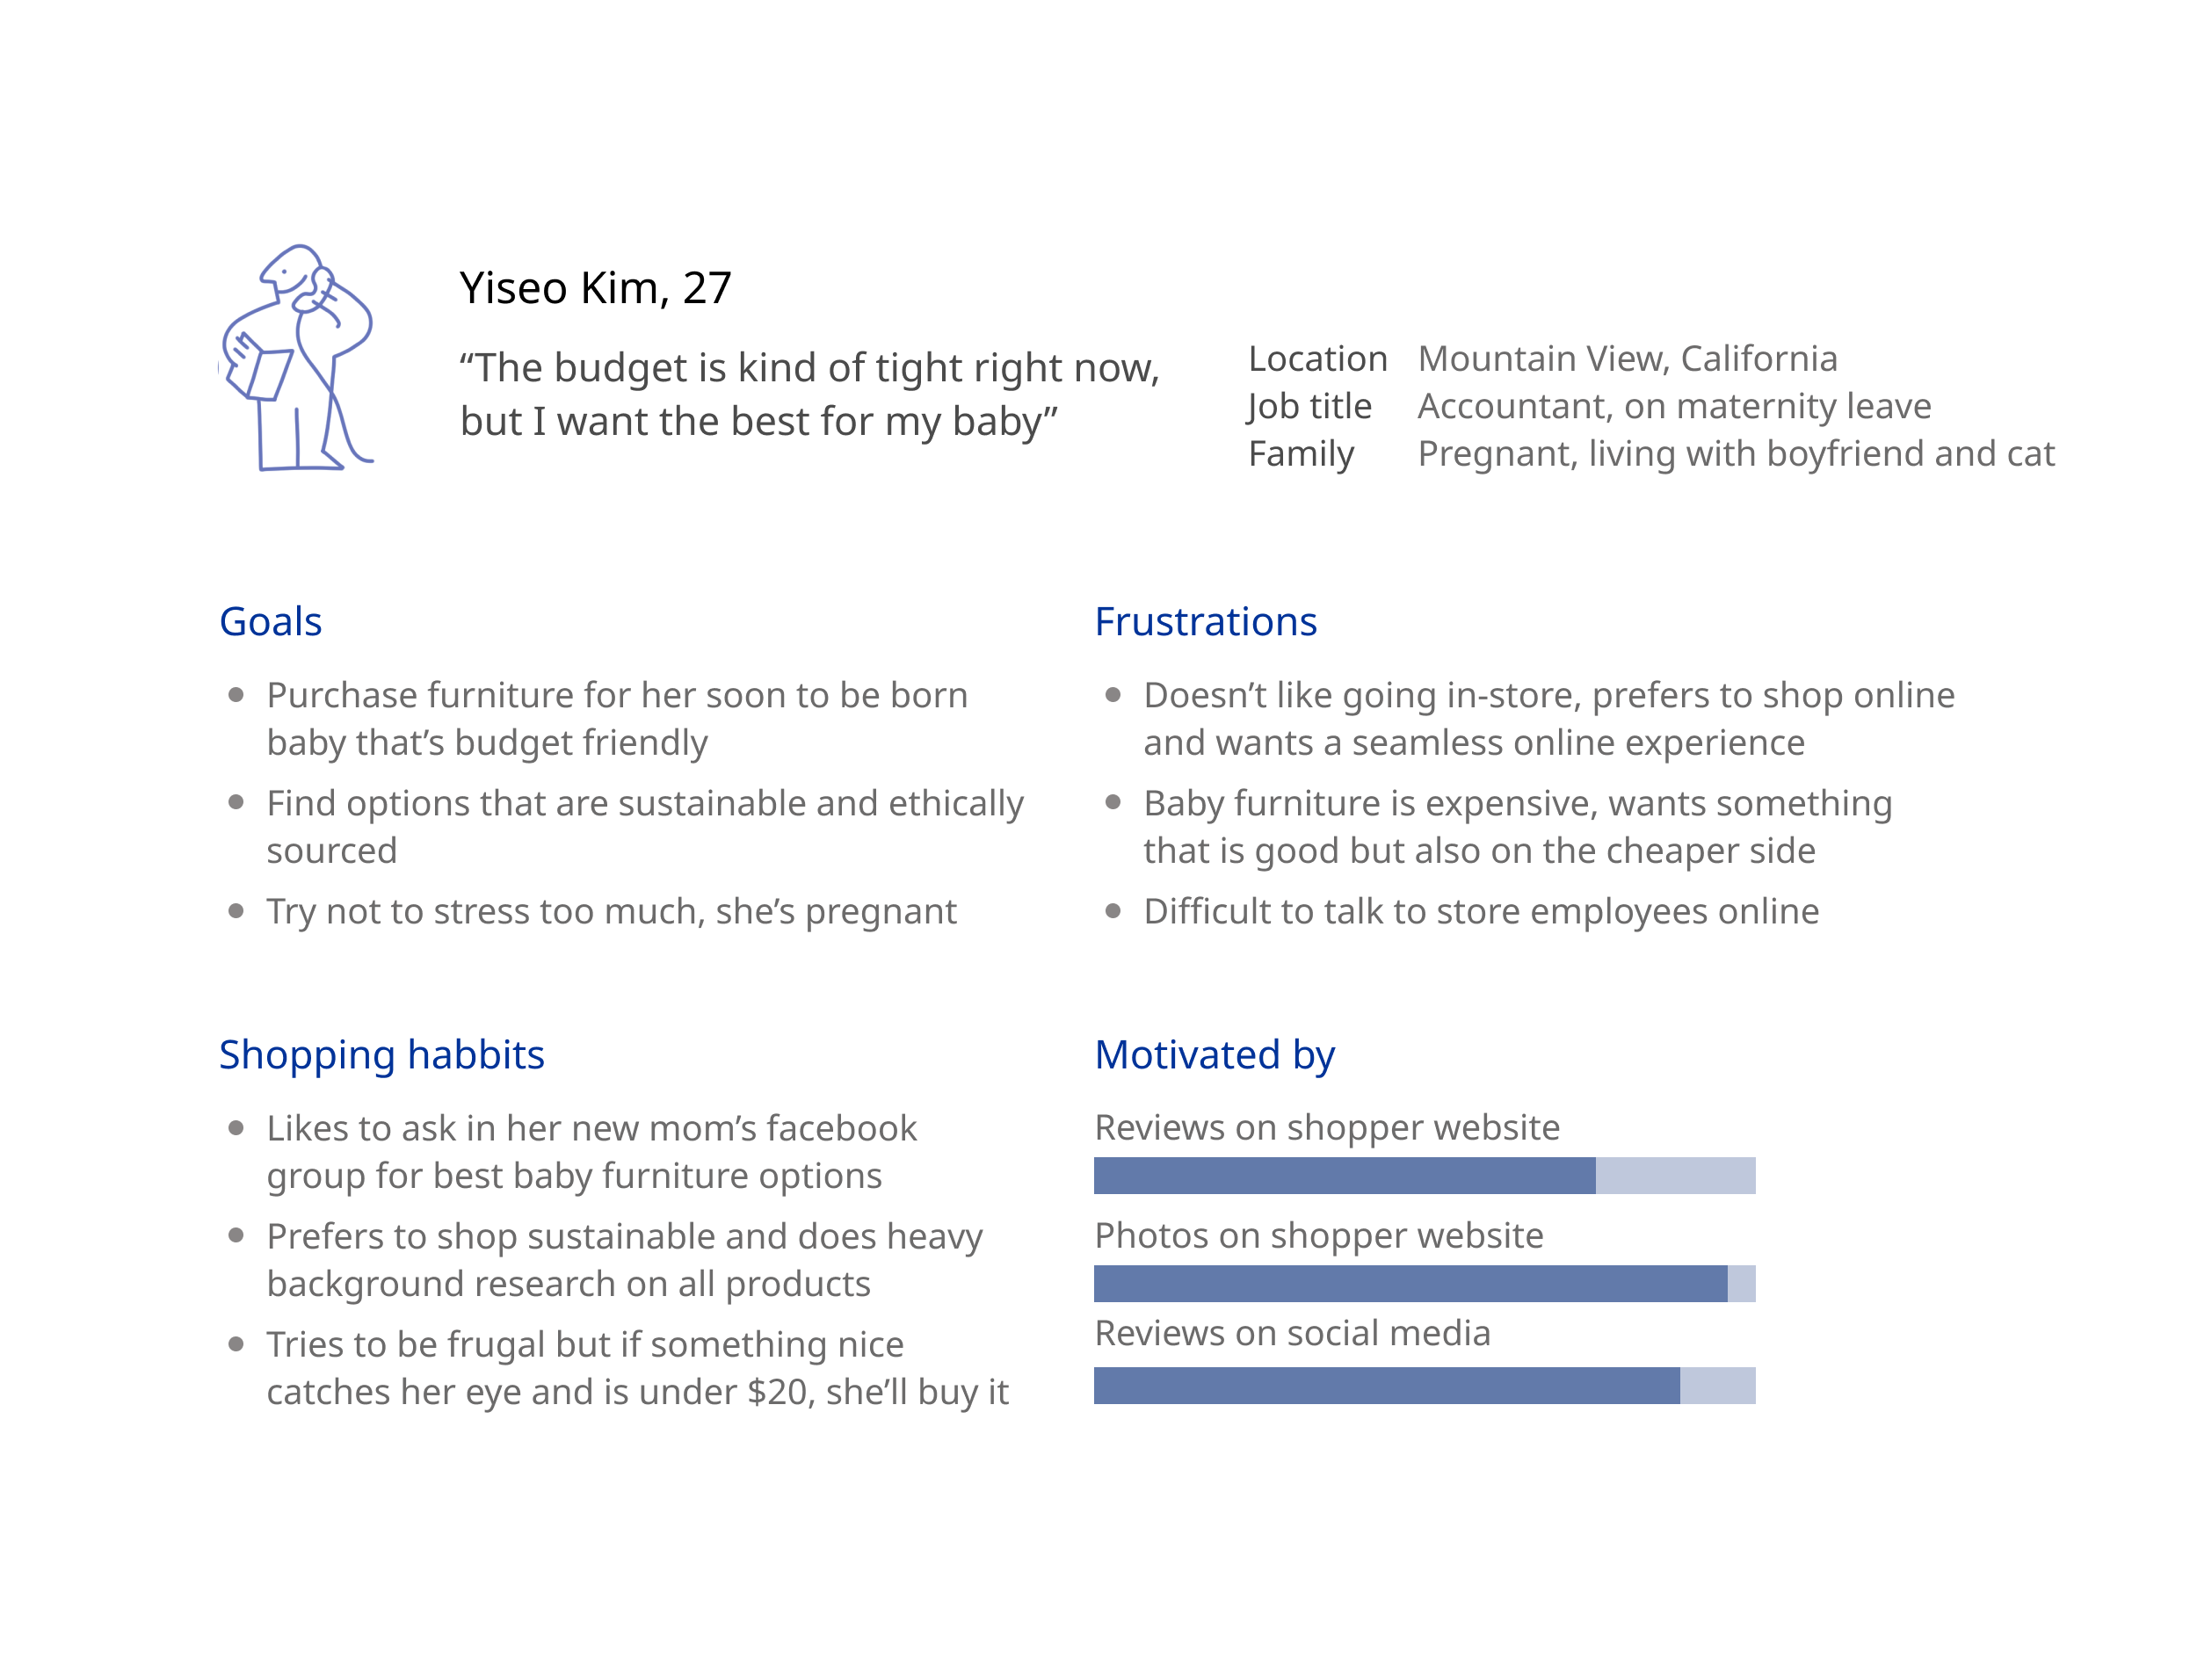 Yiseo Kim, 27
“The budget is kind of tight right now,
but I want the best for my baby”
Location Mountain View, California
Job title Accountant, on maternity leave
Family Pregnant, living with boyfriend and cat
Goals
Purchase furniture for her soon to be born
baby that’s budget friendly
Find options that are sustainable and ethically
sourced
Try not to stress too much, she’s pregnant
Frustrations
Doesn’t like going in-store, prefers to shop online
and wants a seamless online experience
Baby furniture is expensive, wants something
that is good but also on the cheaper side
Difficult to talk to store employees online
Shopping habbits
Likes to ask in her new mom’s facebook
group for best baby furniture options
Prefers to shop sustainable and does heavy
background research on all products
Tries to be frugal but if something nice
catches her eye and is under $20, she’ll buy it
Motivated by
Reviews on shopper website
Photos on shopper website
Reviews on social media